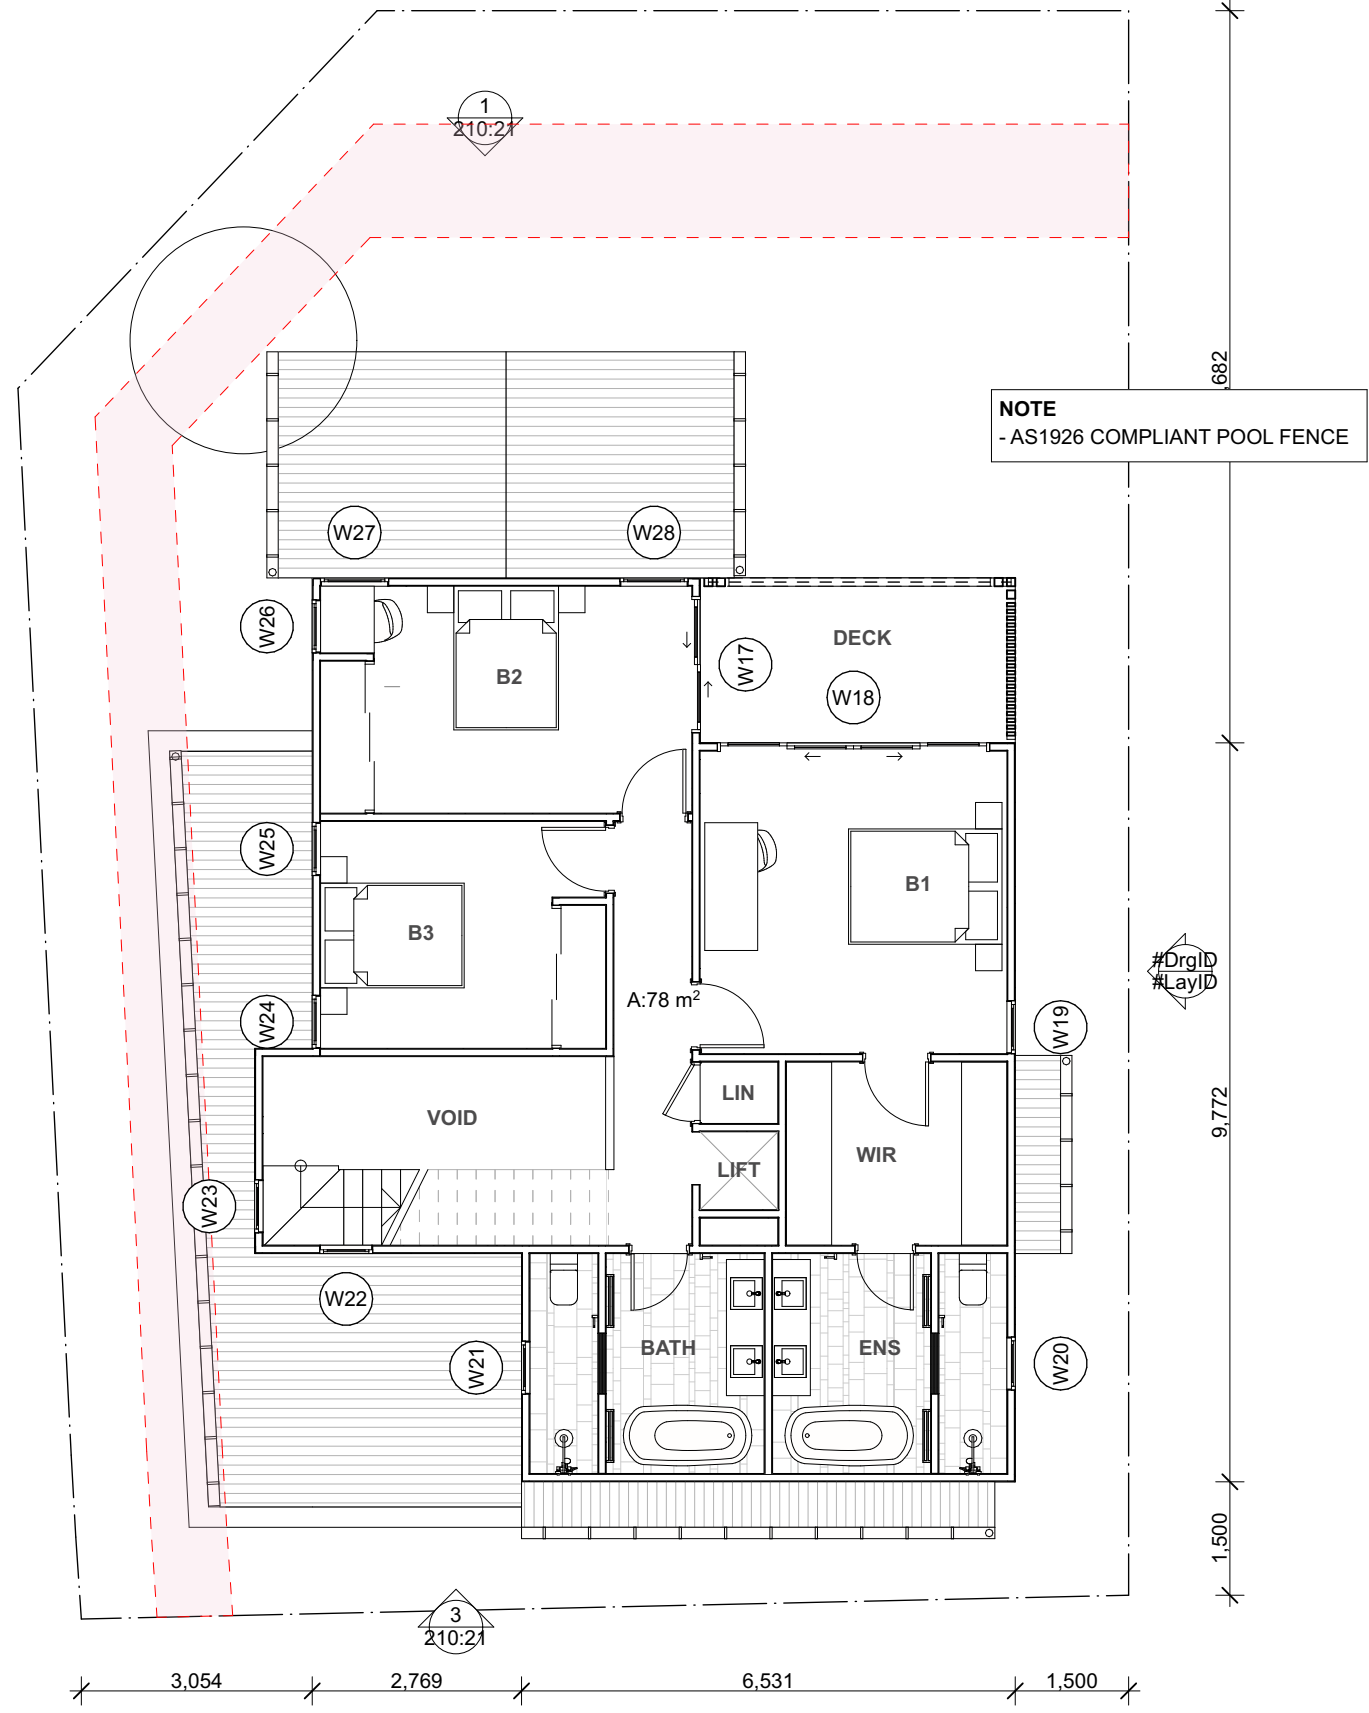 1
210:21
,682
NOTE
- AS1926 COMPLIANT POOL FENCE
W27
W28
W26
DECK
W17
B2
W18
W25
B1
B3
#DrgID
#LayID
A:78 m²
W24
W19
LIN
VOID
9,772
WIR
LIFT
W23
W22
BATH
ENS
W21
W20
1,500
3
210:21
3,054
2,769
6,531
1,500